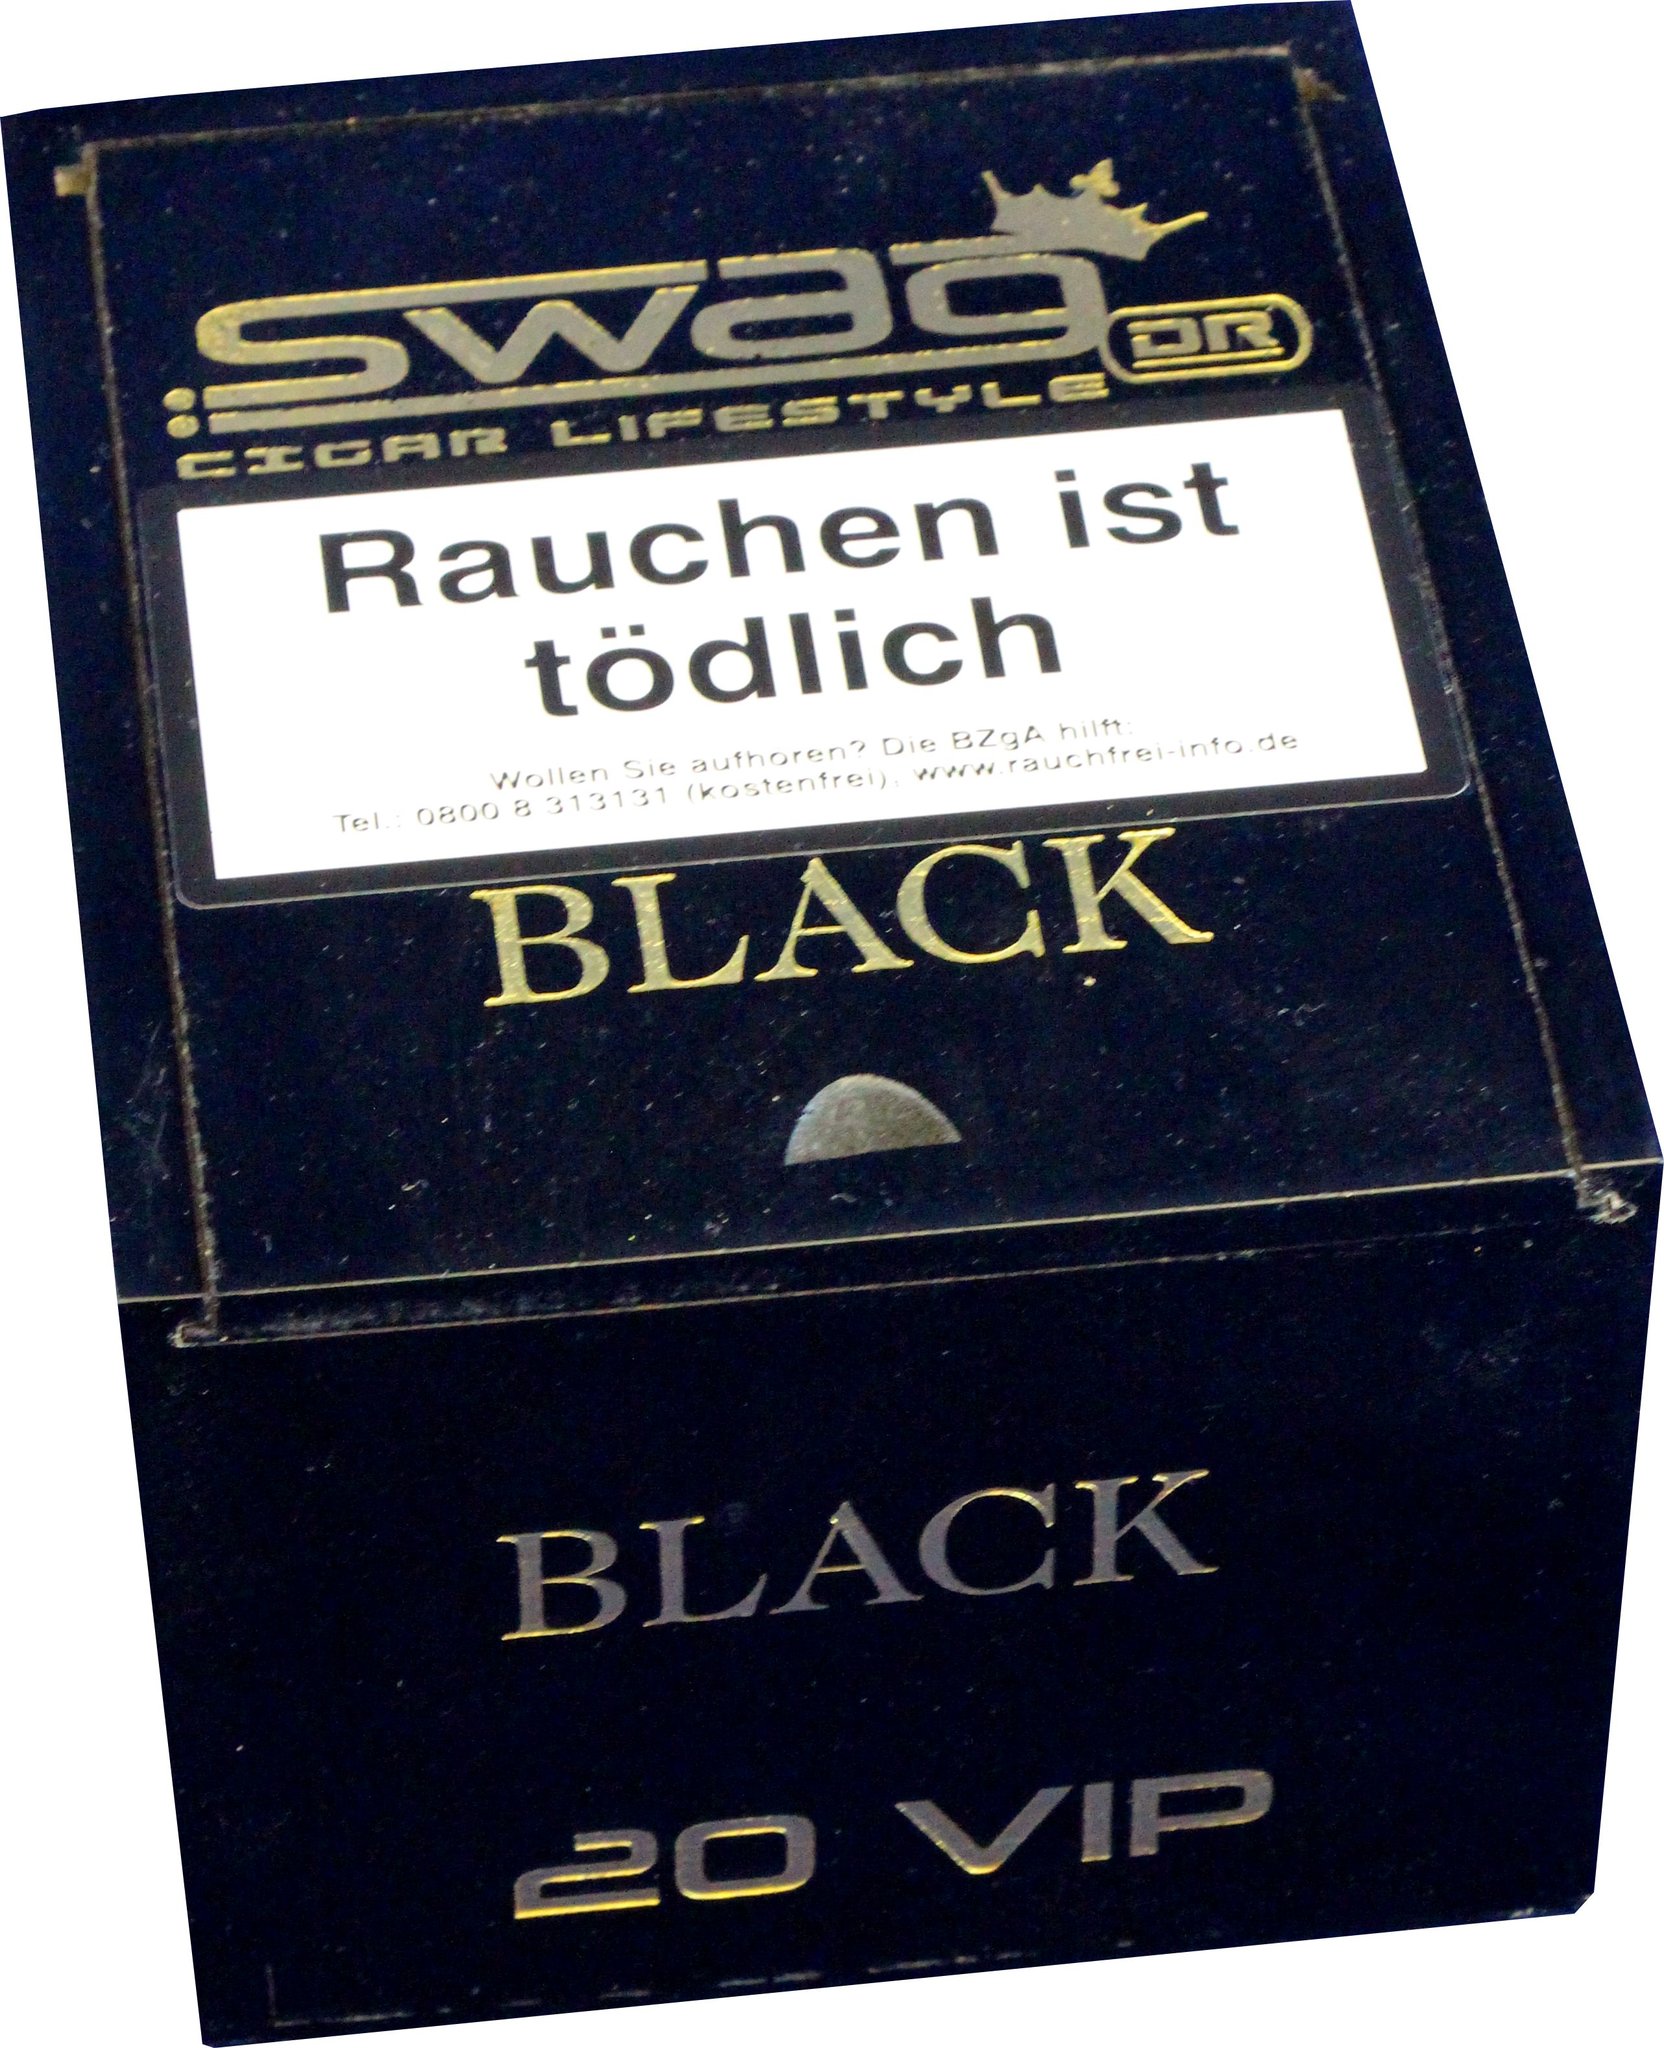 SWAG
DR
CIGAR LIFESTYLE
Rauchen ist
tödlich
Wollen Sie aufhoren? Die BZgA hilft:
Tel.: 0800 8 313131 (kostenfrei), www.rauchfrei-info.de
BLACK
BLACK
20 VIP